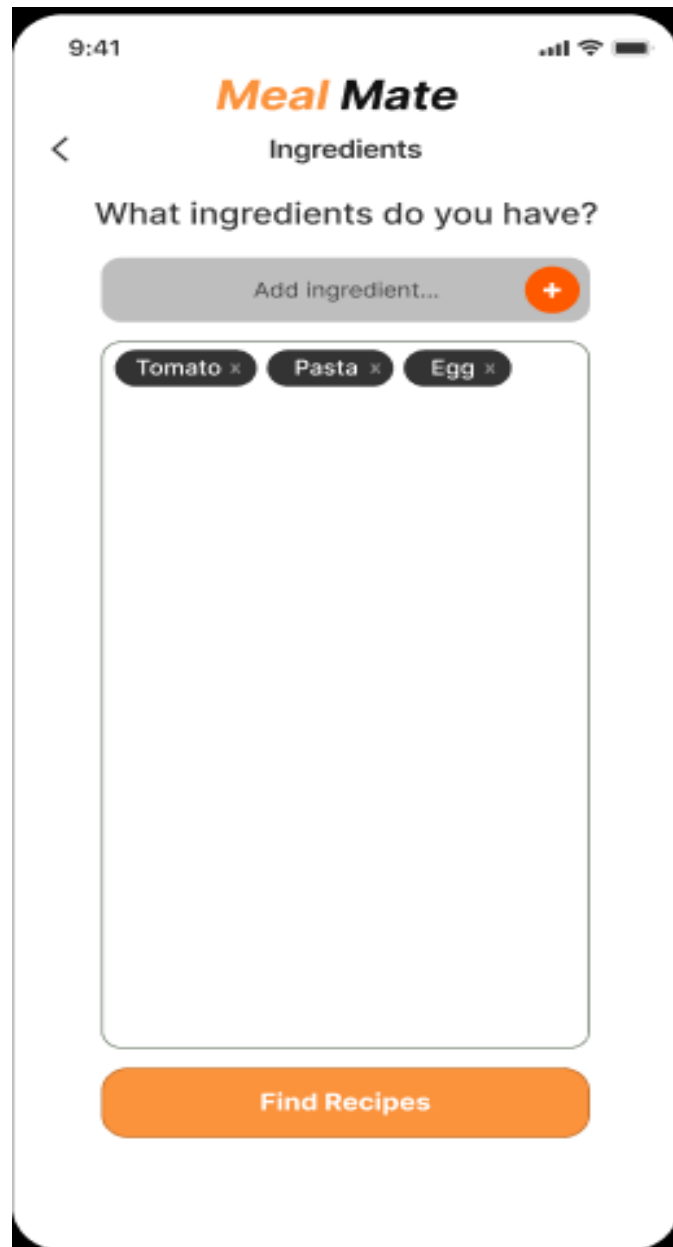 9:41
Meal Mate
Ingredients
What ingredients do you have?
Add ingredient...
Tomato x Pasta x Egg x
Find Recipes